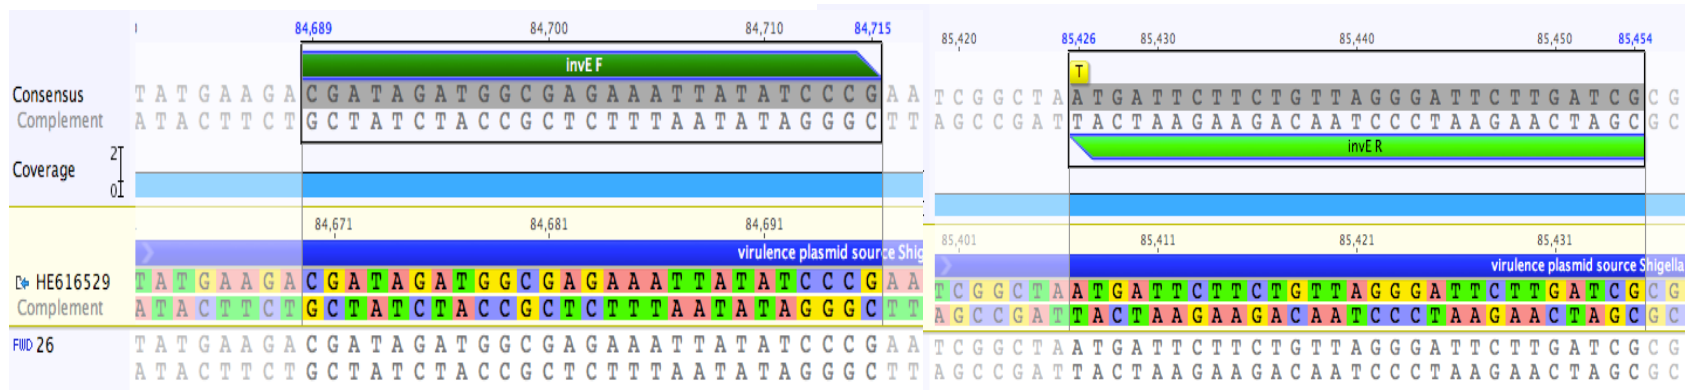 84,689 84,700 84,710 84,715 85,420 85,426 85,430 85,440 85,450 85,454
invE F
T
Consensus T A T G A A G A C G A T A G A T G G C G A G A A A T T A T A T C C C G A A T C G G C T A A T G A T T C T T C T G T T A G G G A T T C T T G A T C G C G
Complement A T A C T T C T G C T A T C T A C C G C T C T T T A A T A T A G G G C T T A G C C G A T T A C T A A G A A G A C A A T C C C T A A G A A C T A G C G C
invE R
2
Coverage
0
84,671 84,681 84,691 85,401 85,411 85,421 85,431
virulence plasmid source Shig virulence plasmid source Shigella
HE616529 T A T G A A G A C G A T A G A T G G C G A G A A A T T A T A T C C C G A A T C G G C T A A T G A T T C T T C T G T T A G G G A T T C T T G A T C G C G
Complement A T A C T T C T G C T A T C T A C C G C T C T T T A A T A T A G G G C T T A G C C G A T T A C T A A G A A G A C A A T C C C T A A G A A C T A G C G C
FWD 26 T A T G A A G A C G A T A G A T G G C G A G A A A T T A T A T C C C G A A T C G G C T A A T G A T T C T T C T G T T A G G G A T T C T T G A T C G C G
A T A C T T C T G C T A T C T A C C G C T C T T T A A T A T A G G G C T T A G C C G A T T A C T A A G A A G A C A A T C C C T A A G A A C T A G C G C